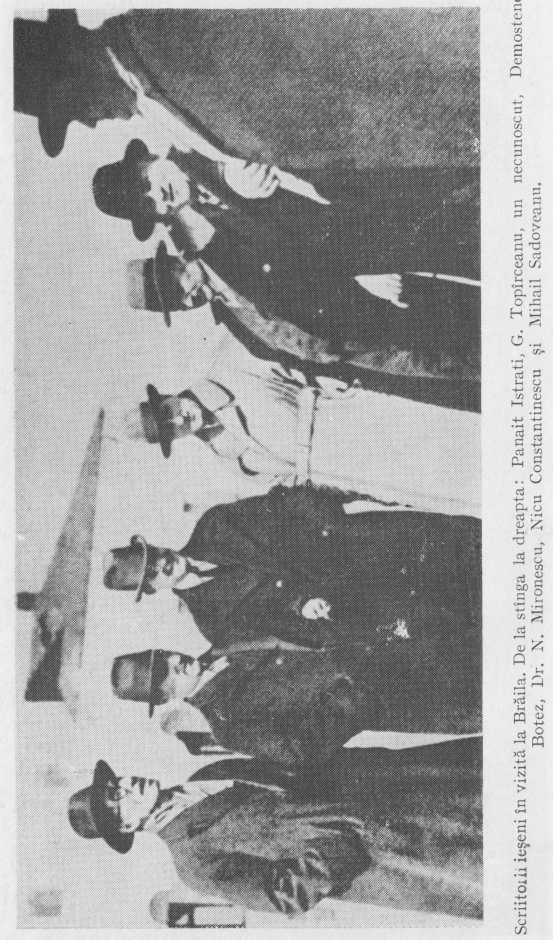 Scriitorii ieşeni în vizită la Brăila. De la stînga la dreapta: Panait Istrati, G. Topîrceanu, un necunoscut, Demostene
Botez, Dr. N. Mironescu, Nicu Constantinescu şi Mihail Sadoveanu.